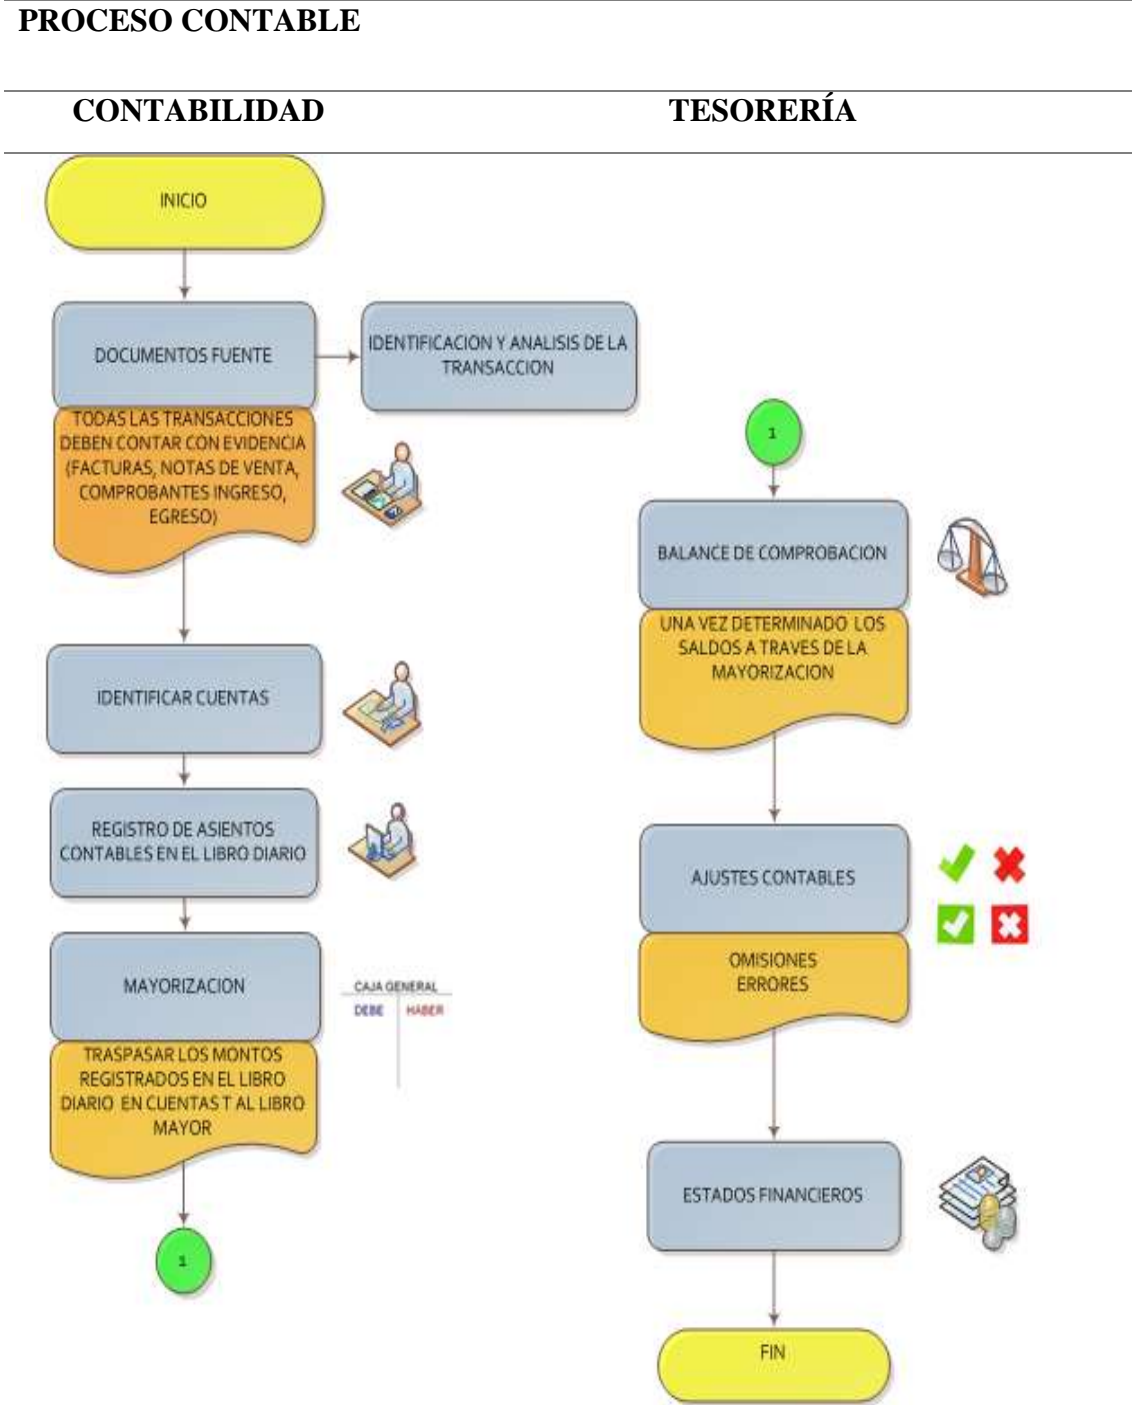 PROCESO CONTABLE
CONTABILIDAD
TESORERÍA
INICIO
DOCUMENTOS FUENTE
IDENTIFICACION Y ANALISIS DE LA
TRANSACCION
TODAS LAS TRANSACCIONES
DEBEN CONTAR CON EVIDENCIA
(FACTURAS, NOTAS DE VENTA,
COMPROBANTES INGRESO,
EGRESO)
IDENTIFICAR CUENTAS
REGISTRO DE ASIENTOS
CONTABLES EN EL LIBRO DIARIO
MAYORIZACION
CAJA GENERAL
DEBE HABER
TRASPASAR LOS MONTOS
REGISTRADOS EN EL LIBRO
DIARIO EN CUENTAS T AL LIBRO
MAYOR
1
1
BALANCE DE COMPROBACION
UNA VEZ DETERMINADO LOS
SALDOS A TRAVES DE LA
MAYORIZACION
AJUSTES CONTABLES
OMISIONES
ERRORES
ESTADOS FINANCIEROS
FIN